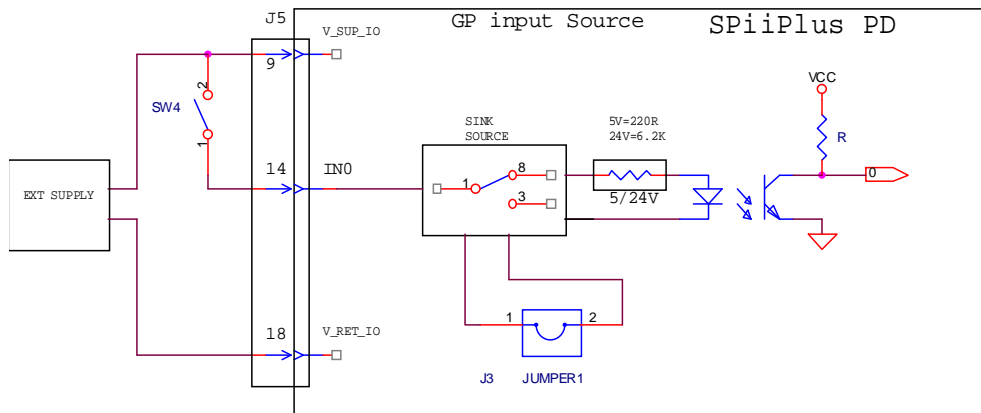 J5
GP input Source
SPiiPlus PD
V_SUP_IO
9
VCC
2
SW4
1
SINK
SOURCE
5V=220R
24V=6.2K
R
14
IN0
8
1
3
5/24V
0
EXT SUPPLY
18
V_RET_IO
1
2
J3
JUMPER1